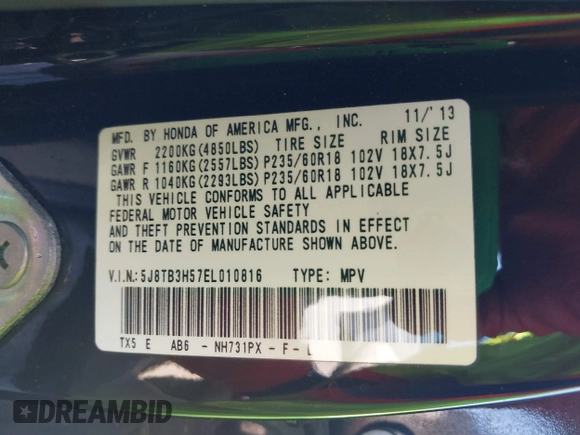 MFD. BY HONDA OF AMERICA MFG., INC. 11/'13
GVWR 2200KG(4850LBS) TIRE SIZE RIM SIZE
GAWR F 1160KG(2557LBS)P235/60R18 102V 18X7.5J
GAWR R 1040KG(2293LBS)P235/60R18 102V 18X7.5J
THIS VEHICLE CONFORMS TO ALL APPLICABLE
FEDERAL MOTOR VEHICLE SAFETY
AND THEFT PREVENTION STANDARDS IN EFFECT
ON THE DATE OF MANUFACTURE SHOWN ABOVE.
V.I.N.:5J8TB3H57EL010816 TYPE: MPV
TX5 E AB6 - NH731PX - F -
DREAMBID